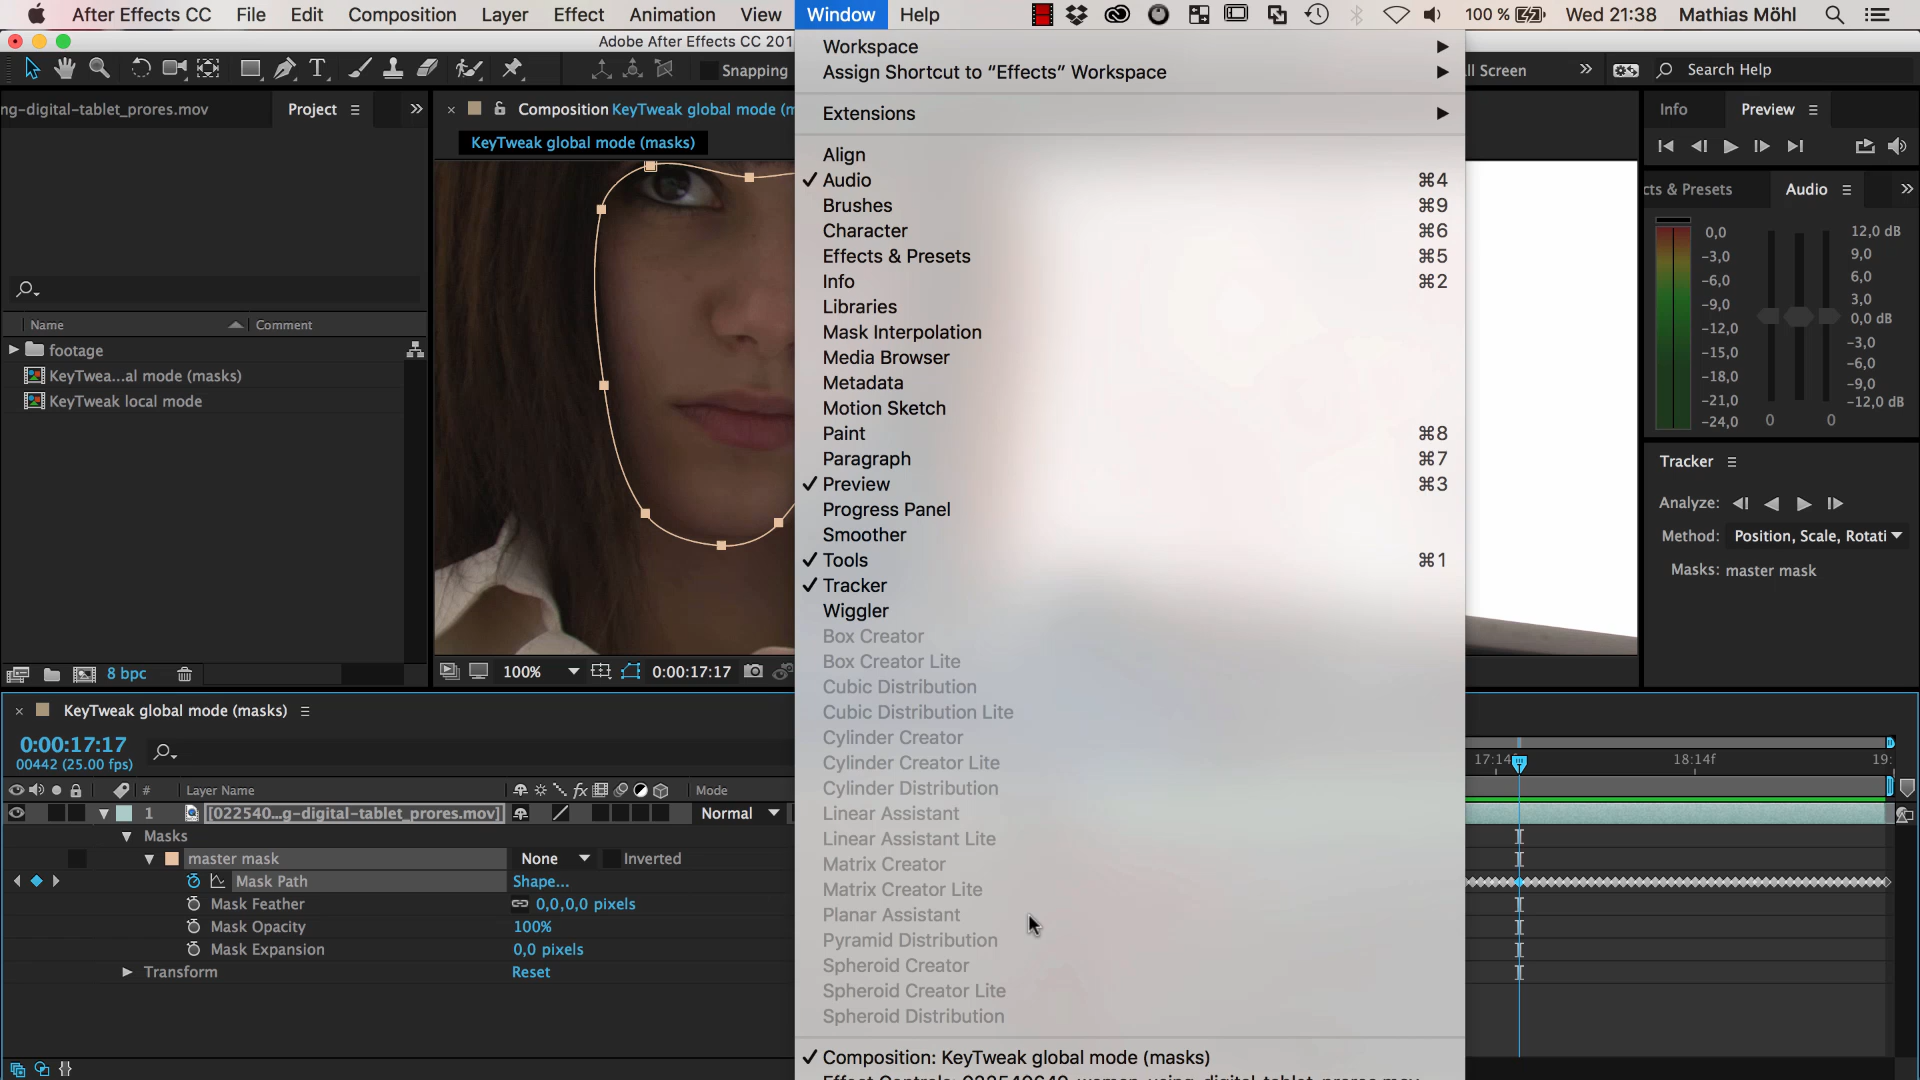 After Effects CC File Edit Composition Layer Effect Animation View Window Help 100 % Wed 21:38 Mathias Möhl
Adobe After Effects CC 201
Snapping
ll Screen
Search Help
Workspace
Assign Shortcut to “Effects” Workspace
Extensions
Align
Audio ⌘4
Brushes ⌘9
Character ⌘6
Effects & Presets ⌘5
Info ⌘2
Libraries
Mask Interpolation
Media Browser
Metadata
Motion Sketch
Paint ⌘8
Paragraph ⌘7
Preview ⌘3
Progress Panel
Smoother
Tools ⌘1
Tracker
Wiggler
Box Creator
Box Creator Lite
Cubic Distribution
Cubic Distribution Lite
Cylinder Creator
Cylinder Creator Lite
Cylinder Distribution
Linear Assistant
Linear Assistant Lite
Matrix Creator
Matrix Creator Lite
Planar Assistant
Pyramid Distribution
Spheroid Creator
Spheroid Creator Lite
Spheroid Distribution
Composition: KeyTweak global mode (masks)
ng-digital-tablet_prores.mov Project
Composition KeyTweak global mode (m
KeyTweak global mode (masks)
Name Comment
footage
KeyTwea...al mode (masks)
KeyTweak local mode
8 bpc
100% 0:00:17:17
Info Preview
cts & Presets Audio
0,0 12,0 dB
-3,0 9,0
-6,0 6,0
-9,0 3,0
-12,0 0,0 dB
-15,0 -3,0
-18,0 -6,0
-21,0 -9,0
-24,0 -12,0 dB
0 0
Tracker
Analyze:
Method: Position, Scale, Rotati
Masks: master mask
KeyTweak global mode (masks)
0:00:17:17
00442 (25.00 fps)
# Layer Name fx Mode
17:14 18:14f 19:
1 [022540...g-digital-tablet_prores.mov] Normal
Masks
master mask None Inverted
Mask Path Shape...
Mask Feather 0,0,0,0 pixels
Mask Opacity 100%
Mask Expansion 0,0 pixels
Transform Reset